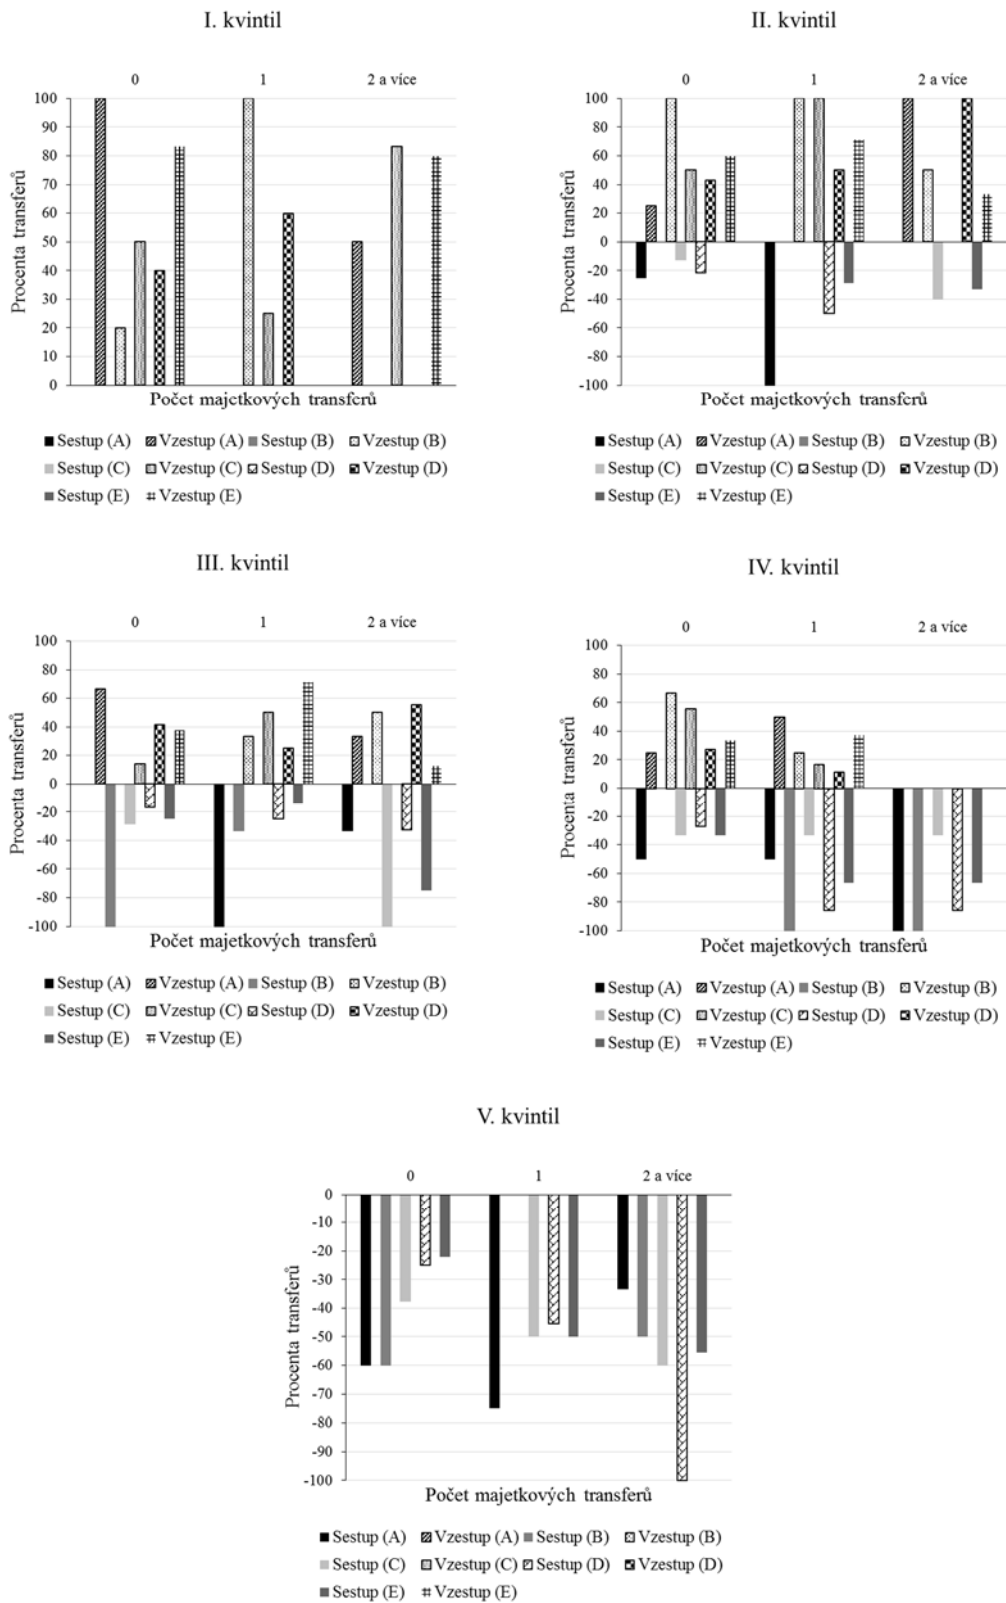 I. kvintil
0 1 2 a více
100
90
80
70
60
50
40
30
20
10
0
Procenta transferů
Počet majetkových transferů
Sestup (A) Vzestup (A) Sestup (B) Vzestup (B)
Sestup (C) Vzestup (C) Sestup (D) Vzestup (D)
Sestup (E) Vzestup (E)
II. kvintil
0 1 2 a více
100
80
60
40
20
0
-20
-40
-60
-80
-100
Procenta transferů
Počet majetkových transferů
Sestup (A) Vzestup (A) Sestup (B) Vzestup (B)
Sestup (C) Vzestup (C) Sestup (D) Vzestup (D)
Sestup (E) Vzestup (E)
III. kvintil
0 1 2 a více
100
80
60
40
20
0
-20
-40
-60
-80
-100
Procenta transferů
Počet majetkových transferů
Sestup (A) Vzestup (A) Sestup (B) Vzestup (B)
Sestup (C) Vzestup (C) Sestup (D) Vzestup (D)
Sestup (E) Vzestup (E)
IV. kvintil
0 1 2 a více
100
80
60
40
20
0
-20
-40
-60
-80
-100
Procenta transferů
Počet majetkových transferů
Sestup (A) Vzestup (A) Sestup (B) Vzestup (B)
Sestup (C) Vzestup (C) Sestup (D) Vzestup (D)
Sestup (E) Vzestup (E)
V. kvintil
0 1 2 a více
0
-10
-20
-30
-40
-50
-60
-70
-80
-90
-100
Procenta transferů
Počet majetkových transferů
Sestup (A) Vzestup (A) Sestup (B) Vzestup (B)
Sestup (C) Vzestup (C) Sestup (D) Vzestup (D)
Sestup (E) Vzestup (E)